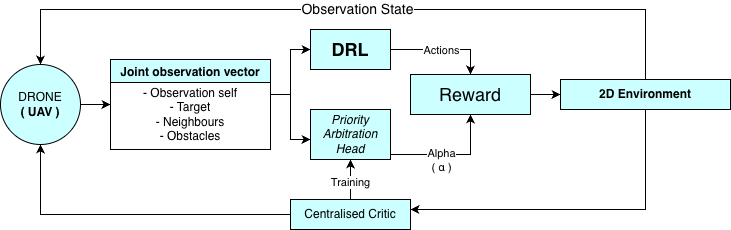 Observation State
DRONE
( UAV )
Joint observation vector
- Observation self
- Target
- Neighbours
- Obstacles
DRL
Actions
Priority
Arbitration
Head
Alpha
( α )
Reward
2D Environment
Training
Centralised Critic